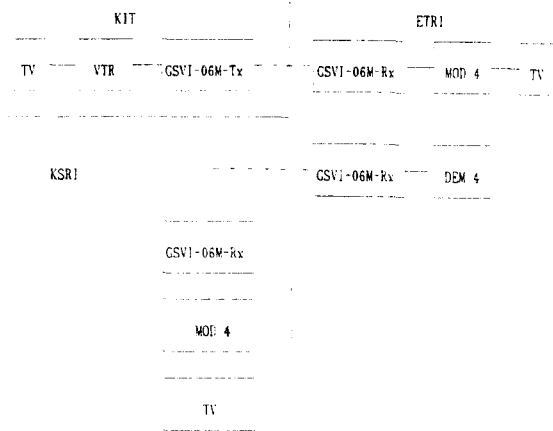 KIT ETRI
TV VTR GSVI-06M-Tx GSVI-06M-Rx MOD 4 TV
KSRI GSVI-06M-Rx DEM 4
GSVI-06M-Rx
MOD 4
TV